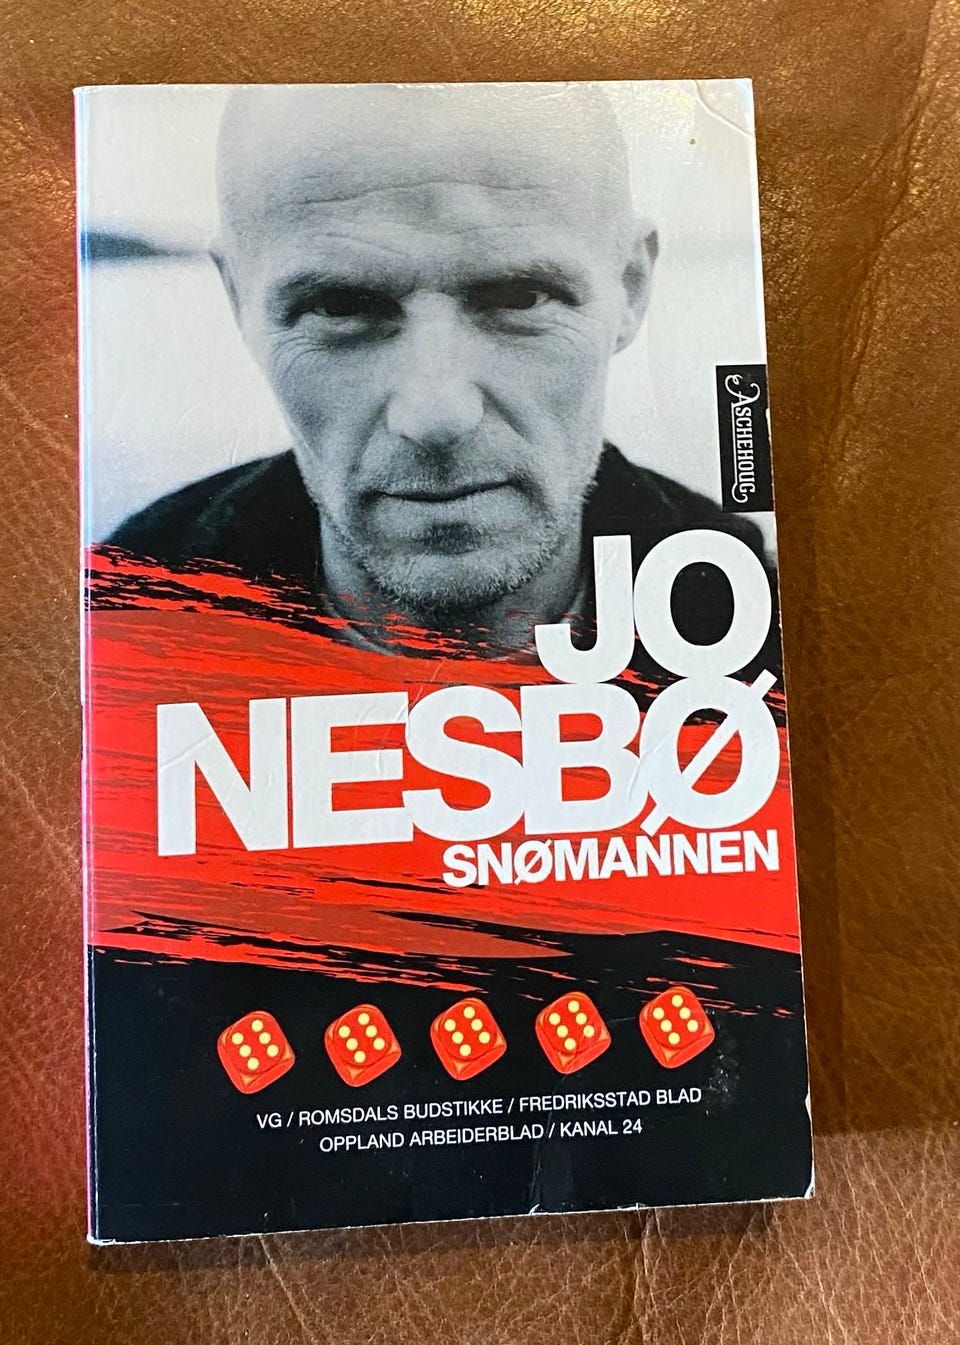 ASCHEHOUG
JO
NESBØ
SNØMANNEN
VG / ROMSDALS BUDSTIKKE / FREDRIKSSTAD BLAD
OPPLAND ARBEIDERBLAD / KANAL 24